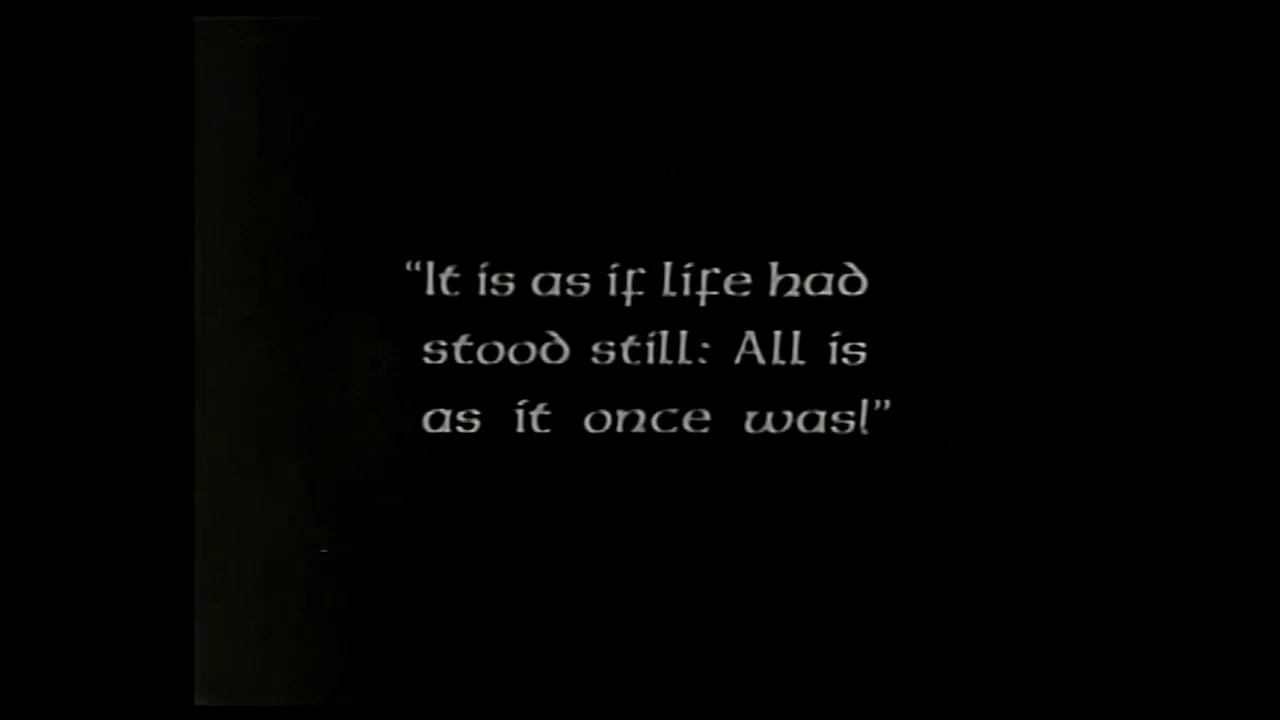 “It is as if life had
stood still: All is
as it once was!”